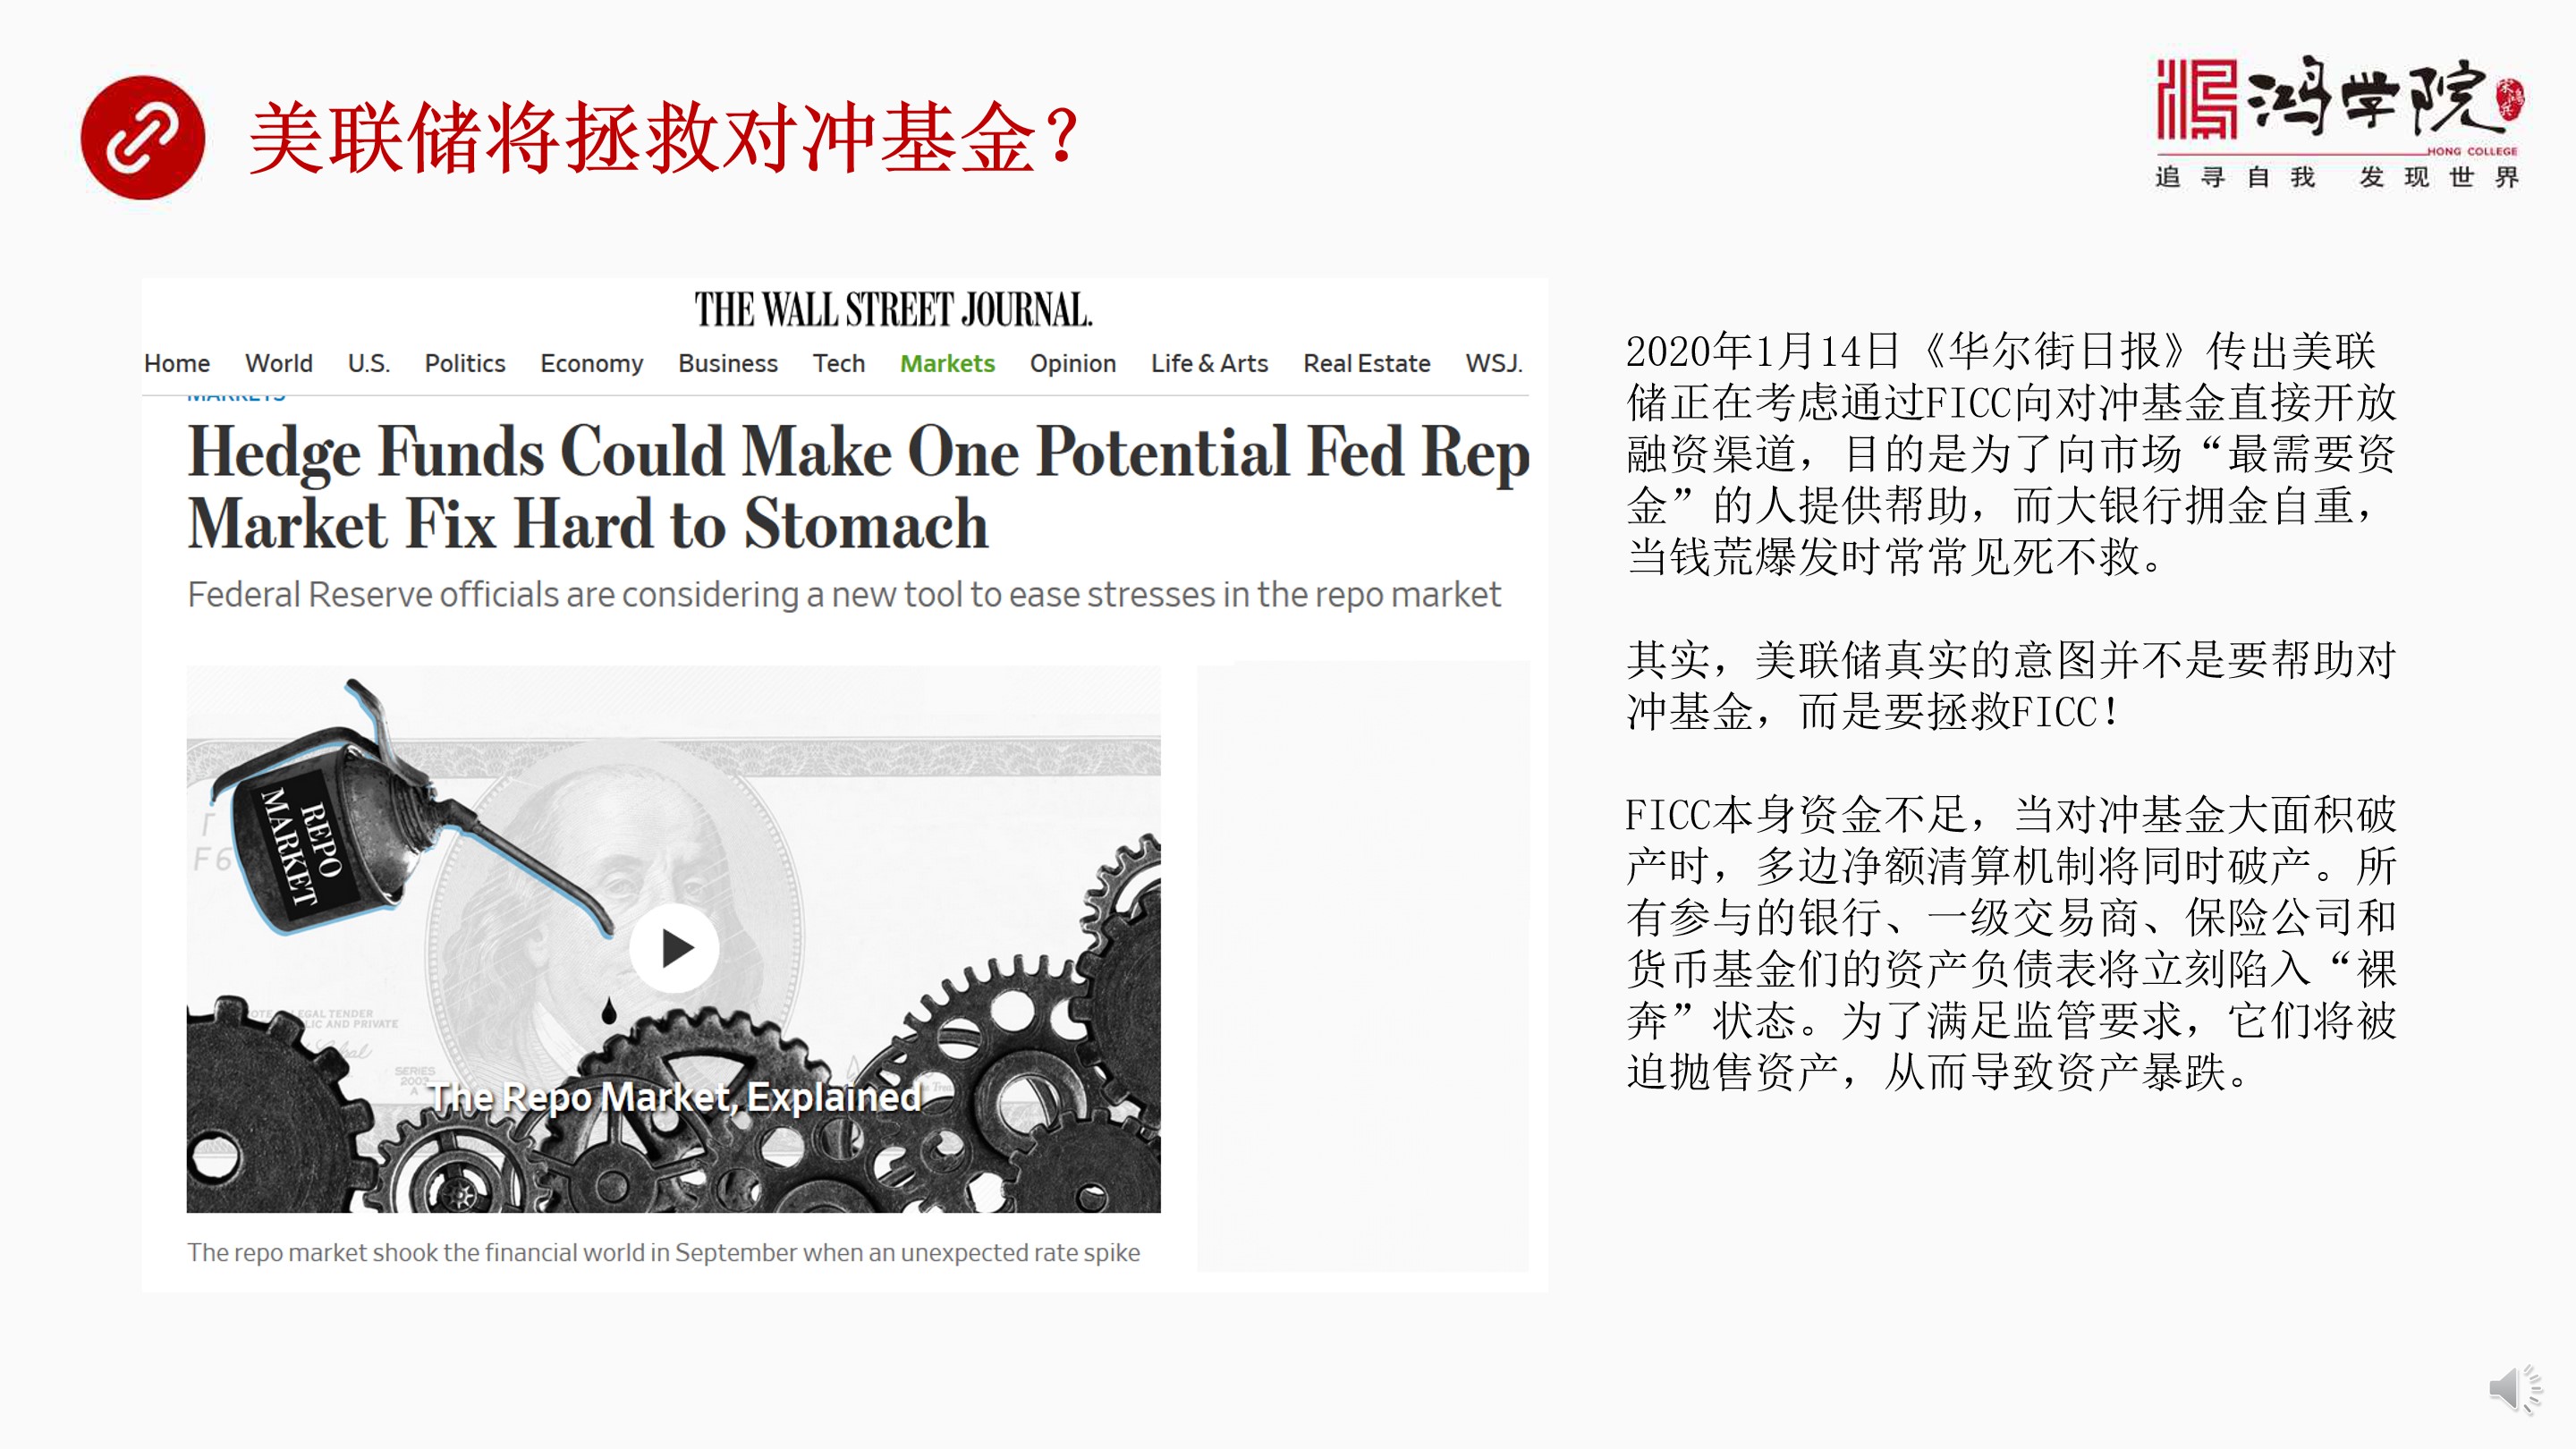 美联储将拯救对冲基金？
鸿学院
HONG COLLEGE
追寻自我 发现世界
THE WALL STREET JOURNAL.
Home World U.S. Politics Economy Business Tech Markets Opinion Life & Arts Real Estate WSJ.
MARKETS
Hedge Funds Could Make One Potential Fed Rep
Market Fix Hard to Stomach
Federal Reserve officials are considering a new tool to ease stresses in the repo market
REPO
MARKET
F6
LEGAL TENDER
LIC AND PRIVATE
SERIES
2003
A
The Repo Market, Explained
The repo market shook the financial world in September when an unexpected rate spike
2020年1月14日《华尔街日报》传出美联
储正在考虑通过FICC向对冲基金直接开放
融资渠道，目的是为了向市场“最需要资
金”的人提供帮助，而大银行拥金自重，
当钱荒爆发时常常见死不救。
其实，美联储真实的意图并不是要帮助对
冲基金，而是要拯救FICC！
FICC本身资金不足，当对冲基金大面积破
产时，多边净额清算机制将同时破产。所
有参与的银行、一级交易商、保险公司和
货币基金们的资产负债表将立刻陷入“裸
奔”状态。为了满足监管要求，它们将被
迫抛售资产，从而导致资产暴跌。